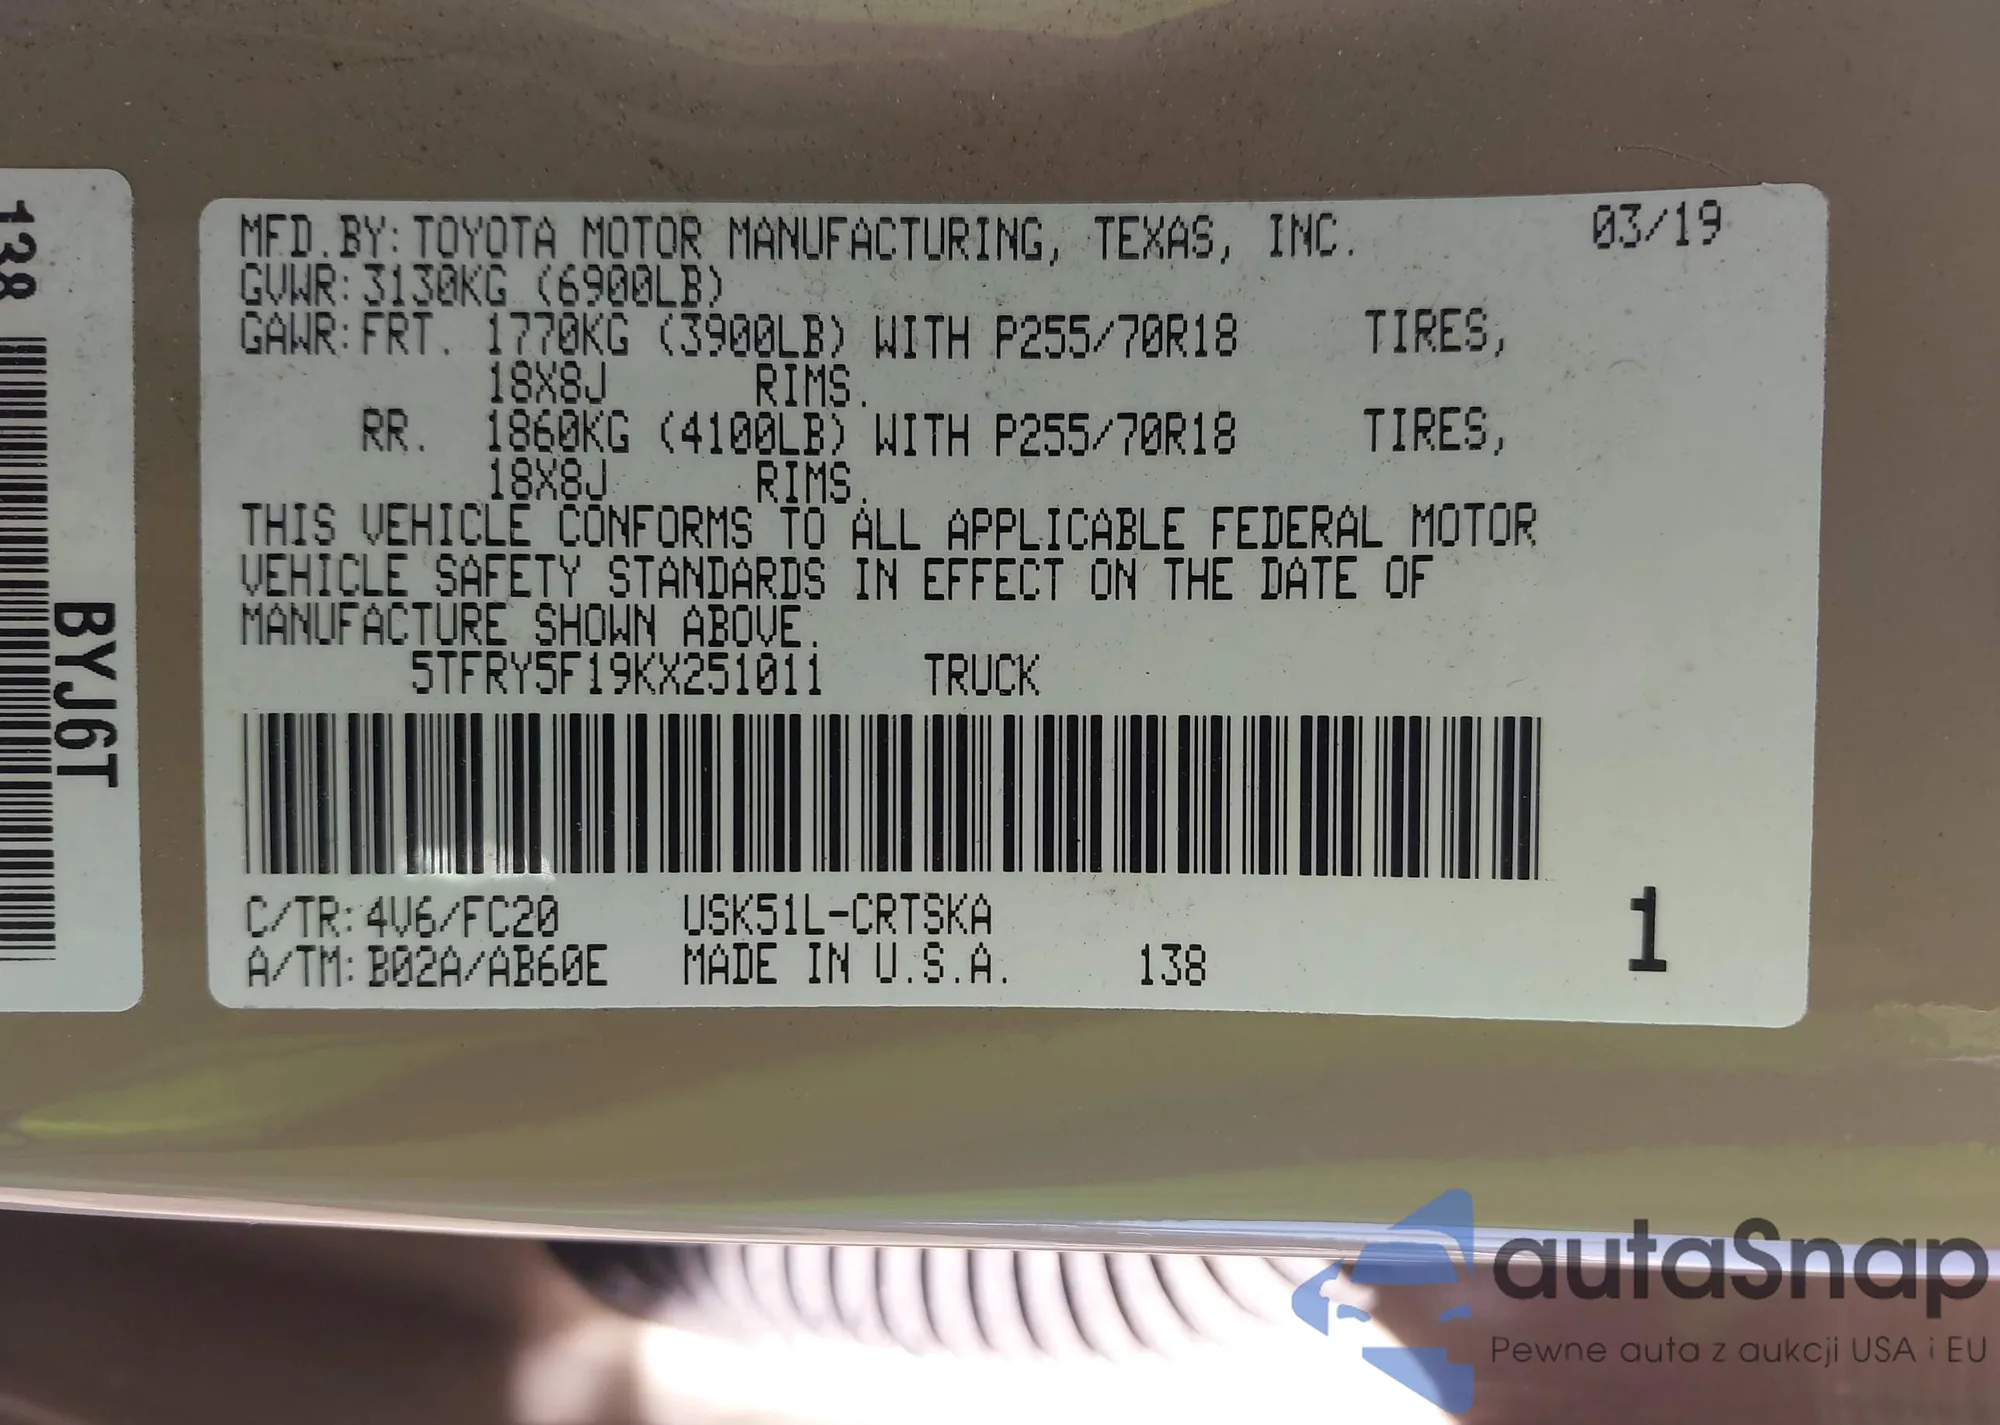 138
BYJ6T
MFD.BY:TOYOTA MOTOR MANUFACTURING, TEXAS, INC. 03/19
GVWR:3130KG (6900LB)
GAWR:FRT. 1770KG (3900LB) WITH P255/70R18 TIRES,
18X8J RIMS.
RR. 1860KG (4100LB) WITH P255/70R18 TIRES,
18X8J RIMS.
THIS VEHICLE CONFORMS TO ALL APPLICABLE FEDERAL MOTOR
VEHICLE SAFETY STANDARDS IN EFFECT ON THE DATE OF
MANUFACTURE SHOWN ABOVE.
5TFRY5F19KX251011 TRUCK
C/TR:4V6/FC20 USK51L-CRTSKA
A/TM:B02A/AB60E MADE IN U.S.A. 138
1
autaSnap
Pewne auta z aukcji USA i EU